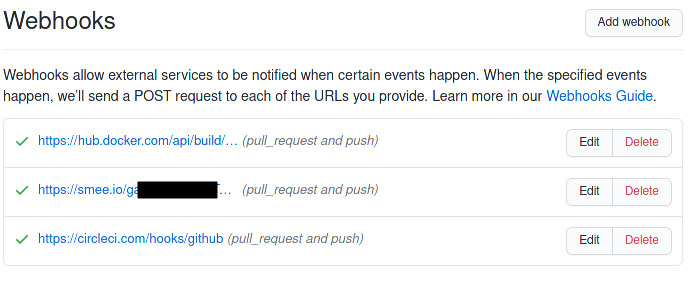 Webhooks
Add webhook
Webhooks allow external services to be notified when certain events happen. When the specified events
happen, we'll send a POST request to each of the URLs you provide. Learn more in our Webhooks Guide.
https://hub.docker.com/api/build/… (pull_request and push)
Edit
Delete
https://smee.io/ga … (pull_request and push)
Edit
Delete
https://circleci.com/hooks/github (pull_request and push)
Edit
Delete